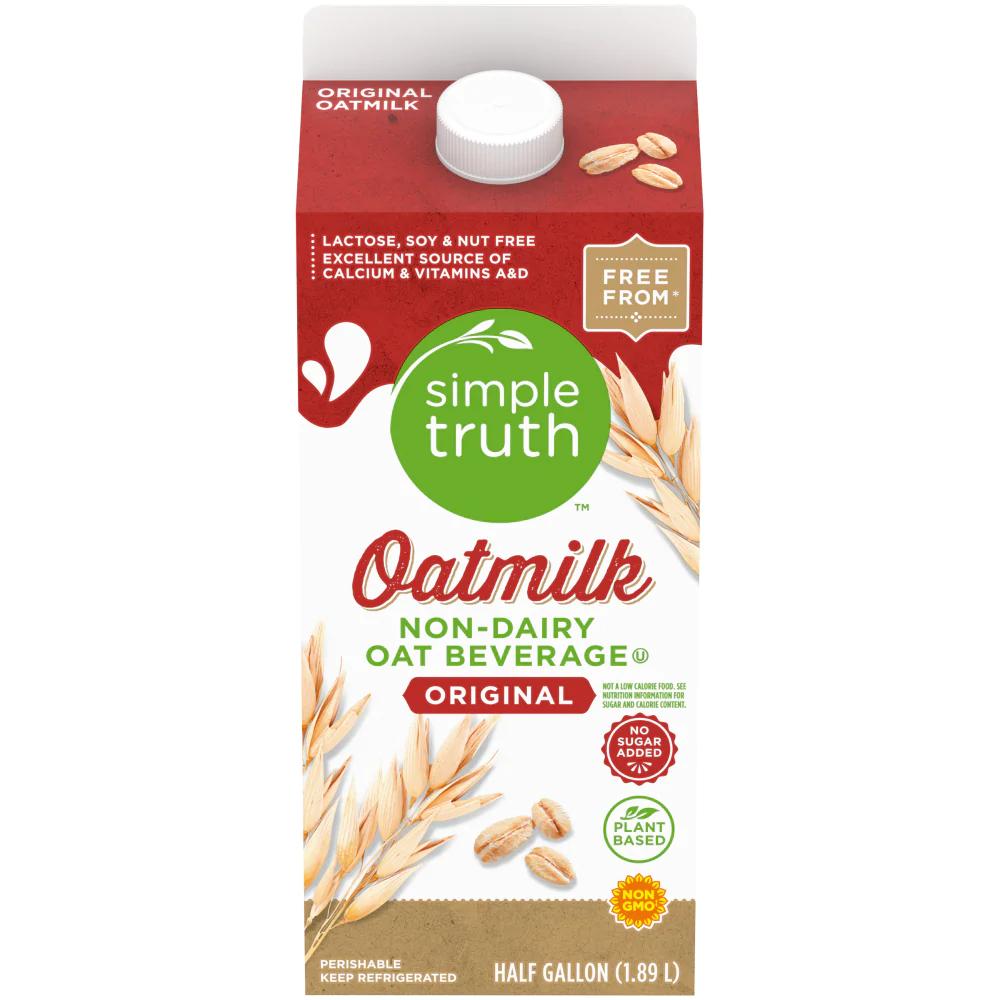 ORIGINAL
OATMILK
LACTOSE, SOY & NUT FREE
EXCELLENT SOURCE OF
CALCIUM & VITAMINS A&D
FREE
FROM*
simple
truth
™
Oatmilk
NON-DAIRY
OAT BEVERAGE Ⓤ
ORIGINAL
NOT A LOW CALORIE FOOD. SEE
NUTRITION INFORMATION FOR
SUGAR AND CALORIE CONTENT.
NO
SUGAR
ADDED
PLANT
BASED
NON
GMO
PERISHABLE
KEEP REFRIGERATED
HALF GALLON (1.89 L)